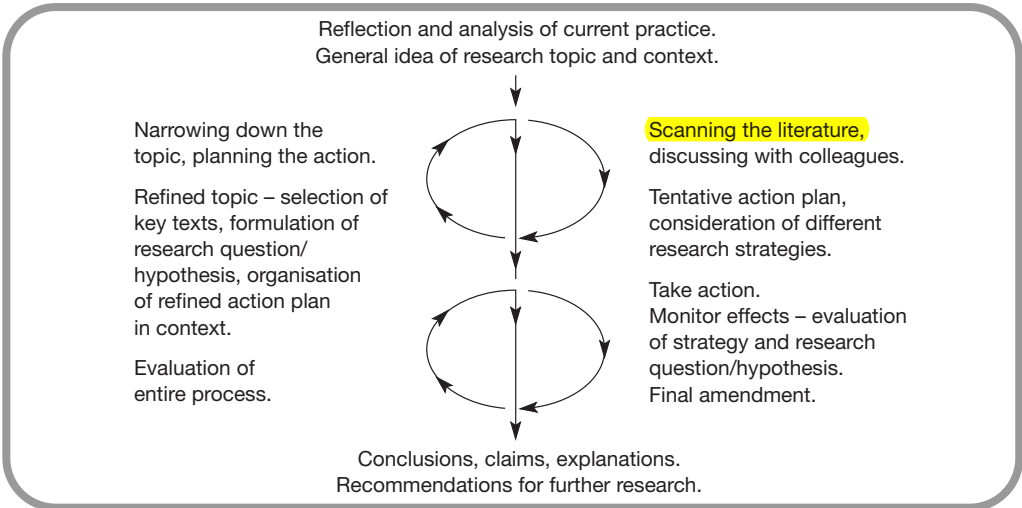 Reflection and analysis of current practice.
General idea of research topic and context.
Narrowing down the
topic, planning the action.
Refined topic – selection of
key texts, formulation of
research question/
hypothesis, organisation
of refined action plan
in context.
Evaluation of
entire process.
Scanning the literature,
discussing with colleagues.
Tentative action plan,
consideration of different
research strategies.
Take action.
Monitor effects – evaluation
of strategy and research
question/hypothesis.
Final amendment.
Conclusions, claims, explanations.
Recommendations for further research.